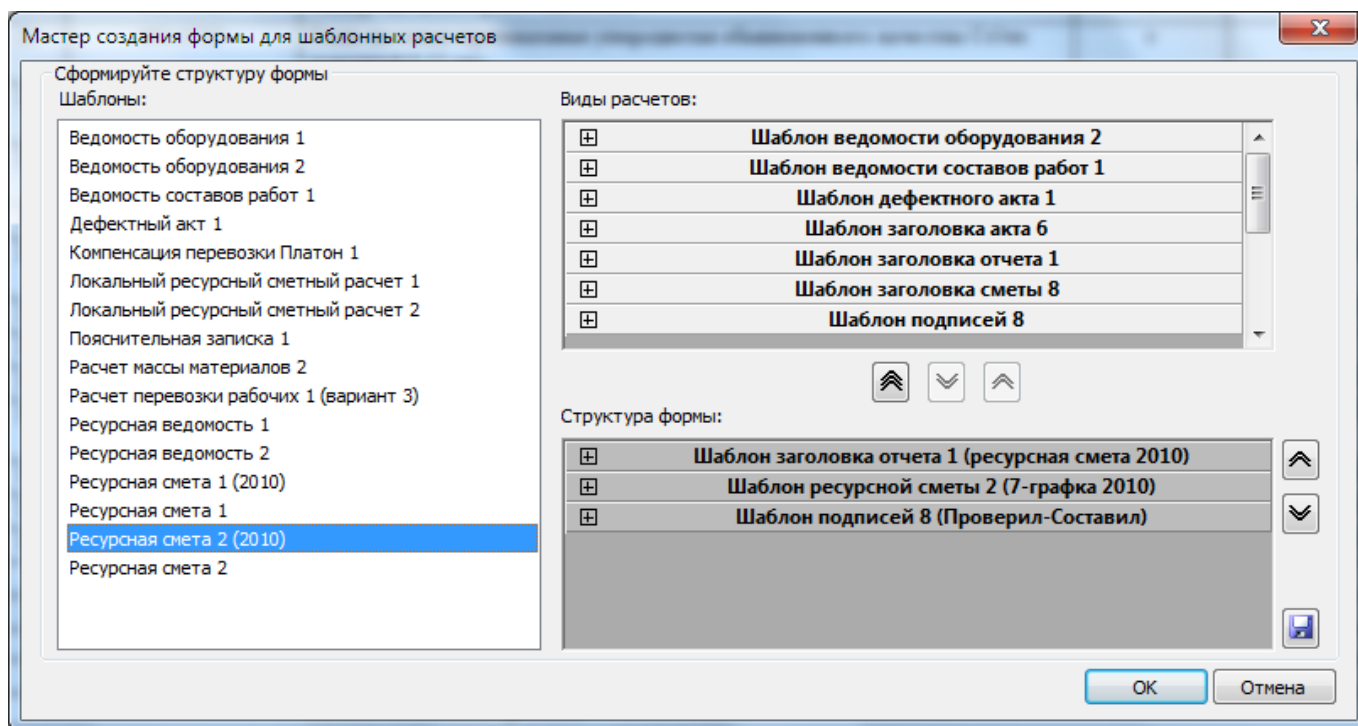 Мастер создания формы для шаблонных расчетов
Сформируйте структуру формы
Шаблоны:
Ведомость оборудования 1
Ведомость оборудования 2
Ведомость составов работ 1
Дефектный акт 1
Компенсация перевозки Платон 1
Локальный ресурсный сметный расчет 1
Локальный ресурсный сметный расчет 2
Пояснительная записка 1
Расчет массы материалов 2
Расчет перевозки рабочих 1 (вариант 3)
Ресурсная ведомость 1
Ресурсная ведомость 2
Ресурсная смета 1 (2010)
Ресурсная смета 1
Ресурсная смета 2 (2010)
Ресурсная смета 2
Виды расчетов:
Шаблон ведомости оборудования 2
Шаблон ведомости составов работ 1
Шаблон дефектного акта 1
Шаблон заголовка акта 6
Шаблон заголовка отчета 1
Шаблон заголовка сметы 8
Шаблон подписей 8
Структура формы:
Шаблон заголовка отчета 1 (ресурсная смета 2010)
Шаблон ресурсной сметы 2 (7-графка 2010)
Шаблон подписей 8 (Проверил-Составил)
ОК
Отмена